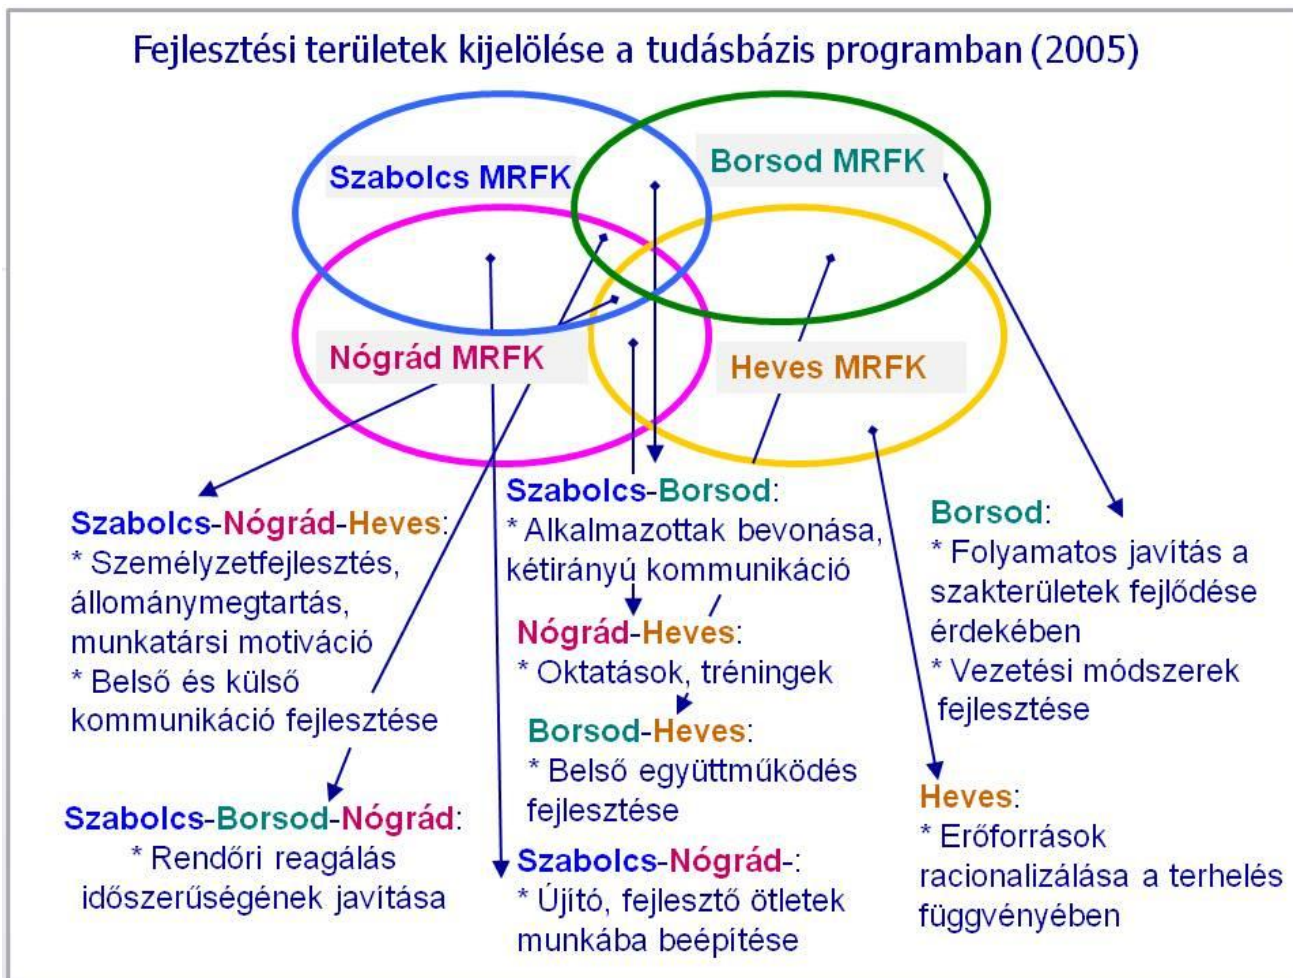 Fejlesztési területek kijelölése a tudásbázis programban (2005)
Szabolcs MRFK
Borsod MRFK
Nógrád MRFK
Heves MRFK
Szabolcs-Nógrád-Heves:
* Személyzetfejlesztés,
állománymegtartás,
munkatársi motiváció
* Belső és külső
kommunikáció fejlesztése
Szabolcs-Borsod-Nógrád:
* Rendőri reagálás
időszerűségének javítása
Szabolcs-Borsod:
* Alkalmazottak bevonása,
kétirányú kommunikáció
Nógrád-Heves:
* Oktatások, tréningek
Borsod-Heves:
* Belső együttműködés
fejlesztése
Szabolcs-Nógrád-:
* Újító, fejlesztő ötletek
munkába beépítése
Borsod:
* Folyamatos javítás a
szakterületek fejlődése
érdekében
* Vezetési módszerek
fejlesztése
Heves:
* Erőforrások
racionalizálása a terhelés
függvényében